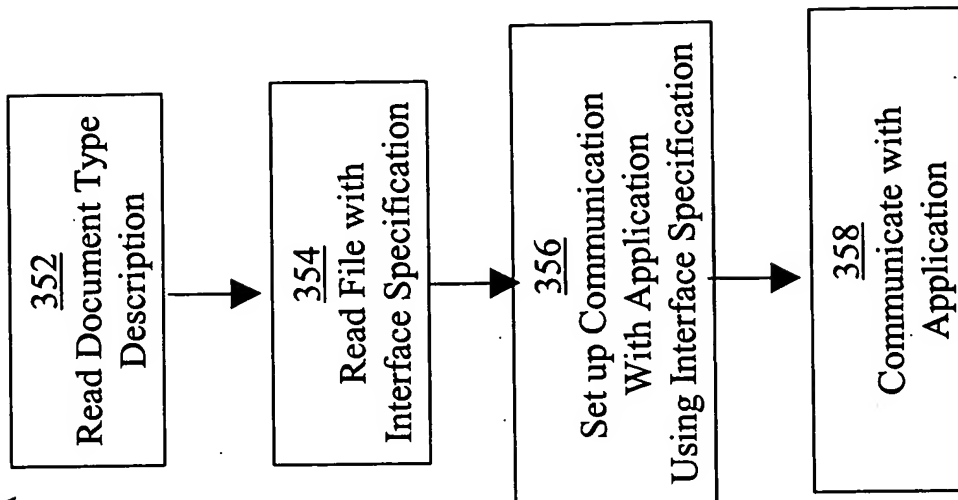 352
Read Document Type
Description
354
Read File with
Interface Specification
356
Set up Communication
With Application
Using Interface Specification
358
Communicate with
Application